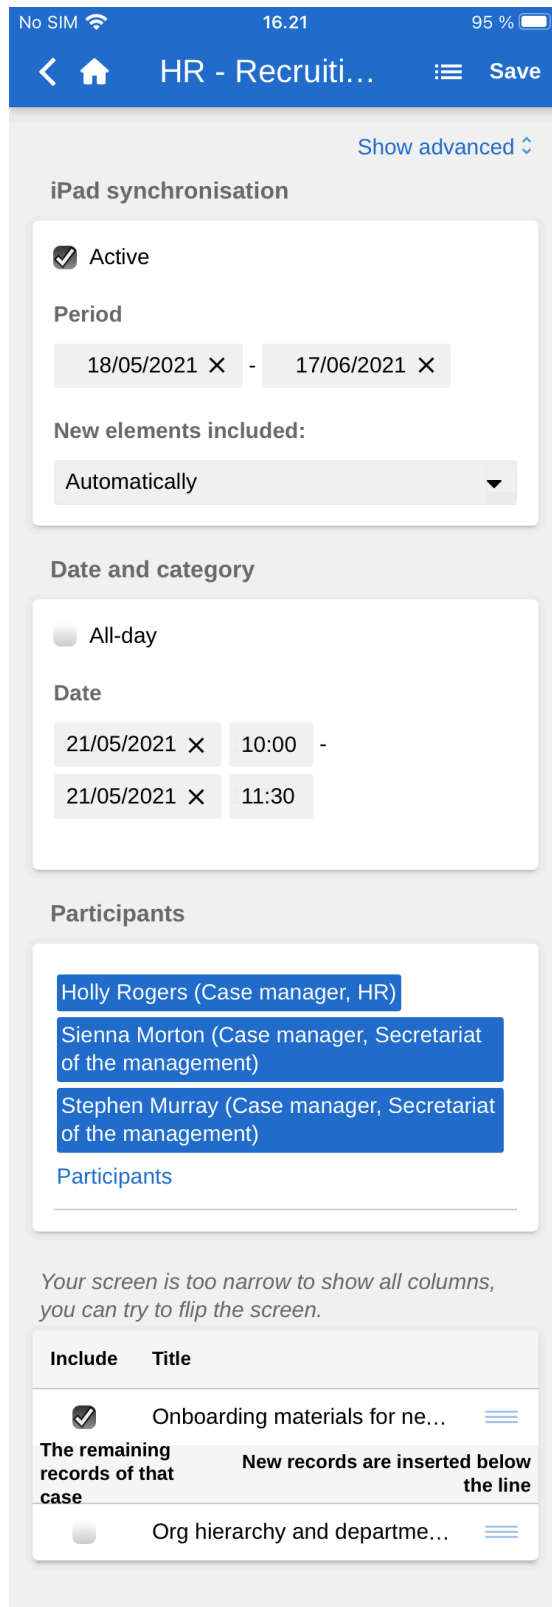 No SIM 16.21 95 %
HR - Recruiti... Save
Show advanced
iPad synchronisation
Active
Period
18/05/2021 - 17/06/2021
New elements included:
Automatically
Date and category
All-day
Date
21/05/2021 10:00 -
21/05/2021 11:30
Participants
Holly Rogers (Case manager, HR)
Sienna Morton (Case manager, Secretariat
of the management)
Stephen Murray (Case manager, Secretariat
of the management)
Participants
Your screen is too narrow to show all columns,
you can try to flip the screen.
Include Title
Onboarding materials for ne...
The remaining
records of that
case
New records are inserted below
the line
Org hierarchy and departme...